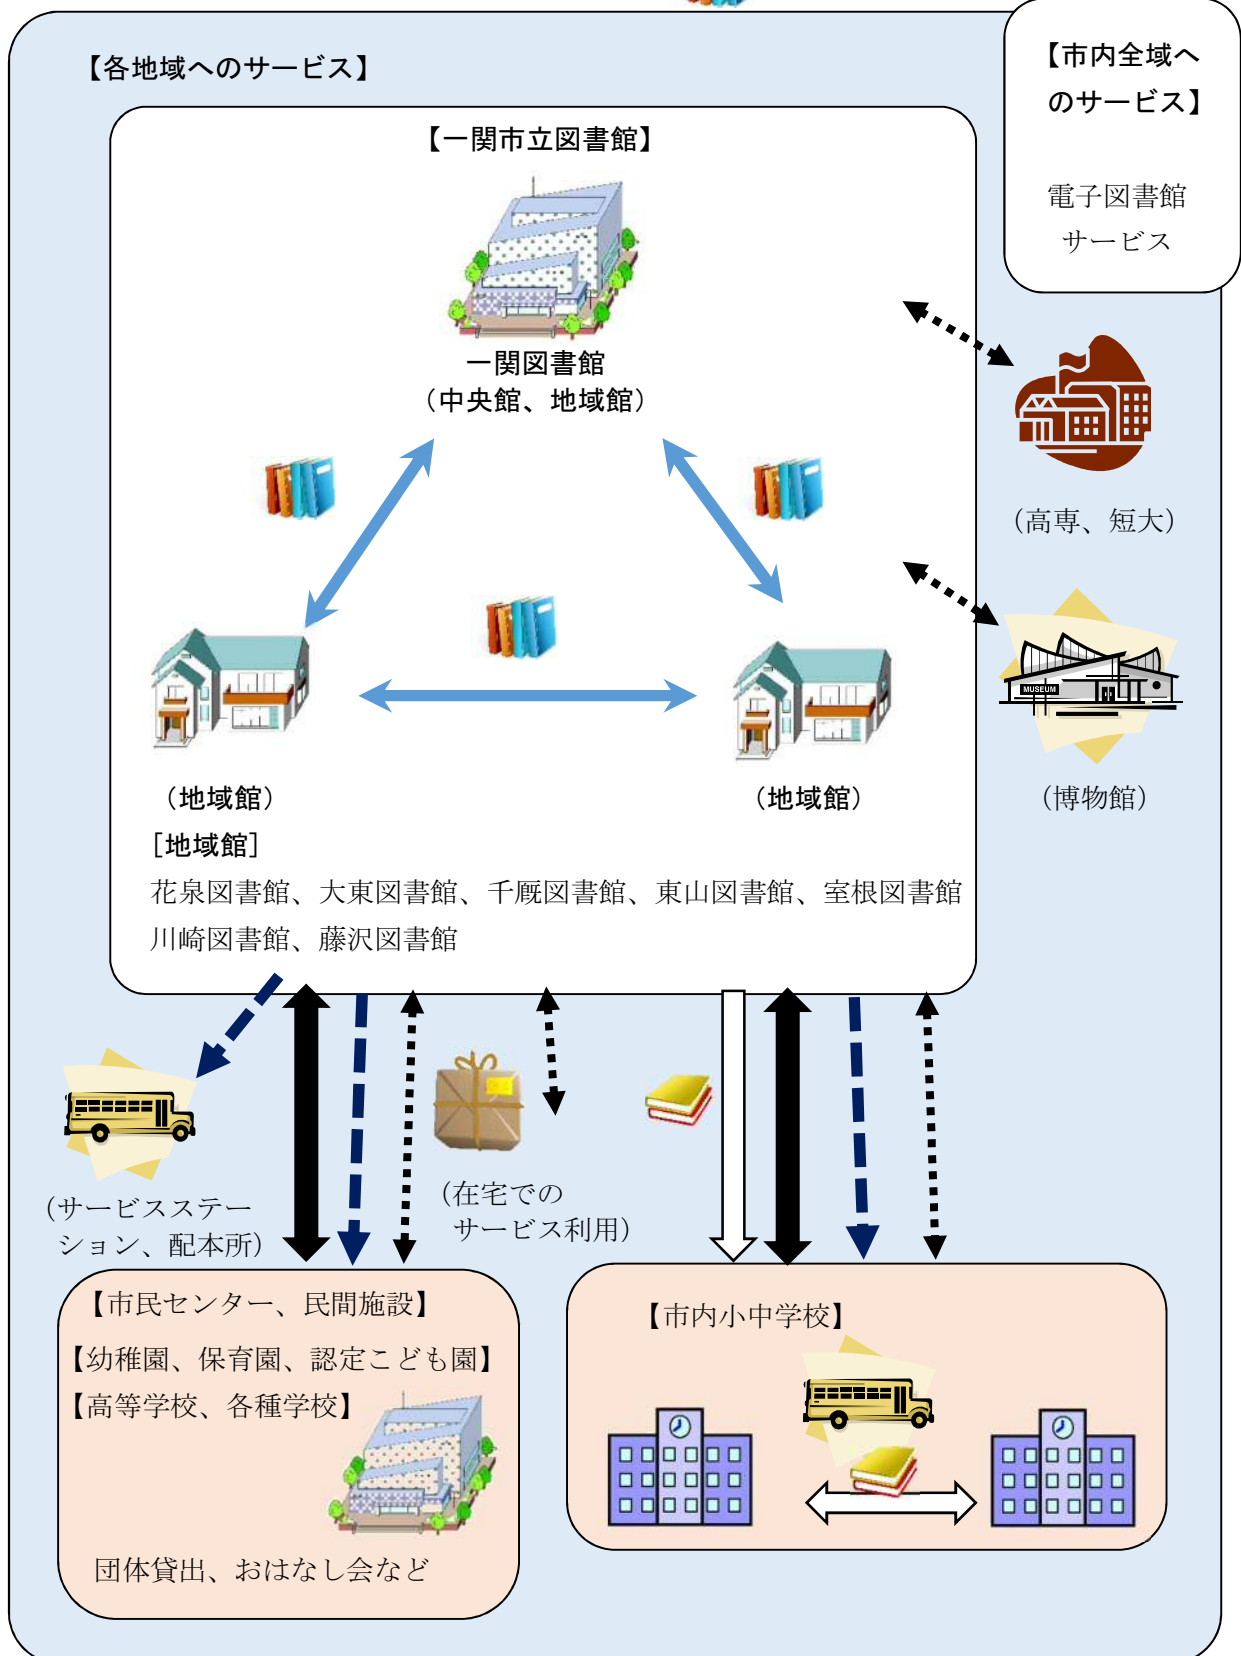 【各地域へのサービス】
【市内全域へ
のサービス】
電子図書館
サービス
【一関市立図書館】
一関図書館
（中央館、地域館）
（高専、短大）
MUSEUM
（博物館）
（地域館）
（地域館）
［地域館］
花泉図書館、大東図書館、千厩図書館、東山図書館、室根図書館
川崎図書館、藤沢図書館
（サービスステー
ション、配本所）
（在宅での
サービス利用）
【市民センター、民間施設】
【幼稚園、保育園、認定こども園】
【高等学校、各種学校】
団体貸出、おはなし会など
【市内小中学校】